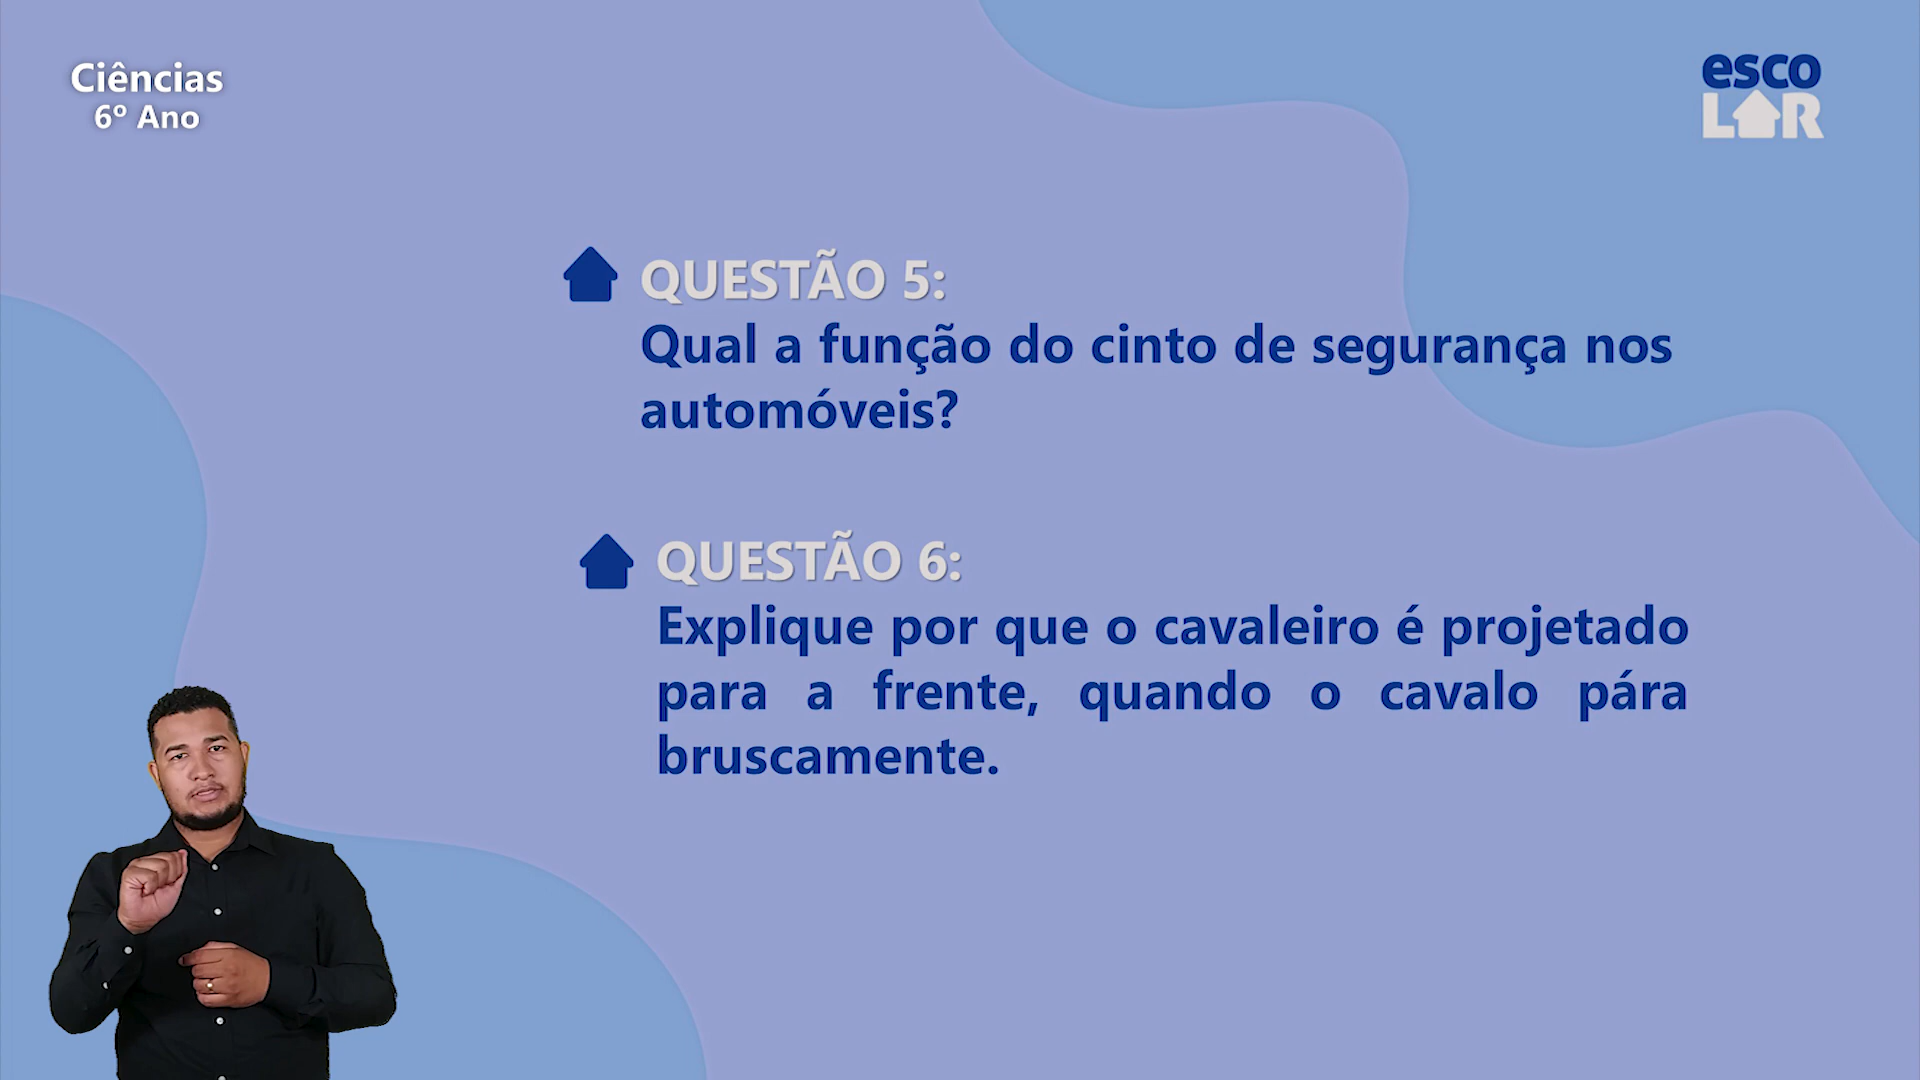 Ciências
6º Ano
esco
LAR
QUESTÃO 5:
Qual a função do cinto de segurança nos
automóveis?
QUESTÃO 6:
Explique por que o cavaleiro é projetado
para a frente, quando o cavalo pára
bruscamente.